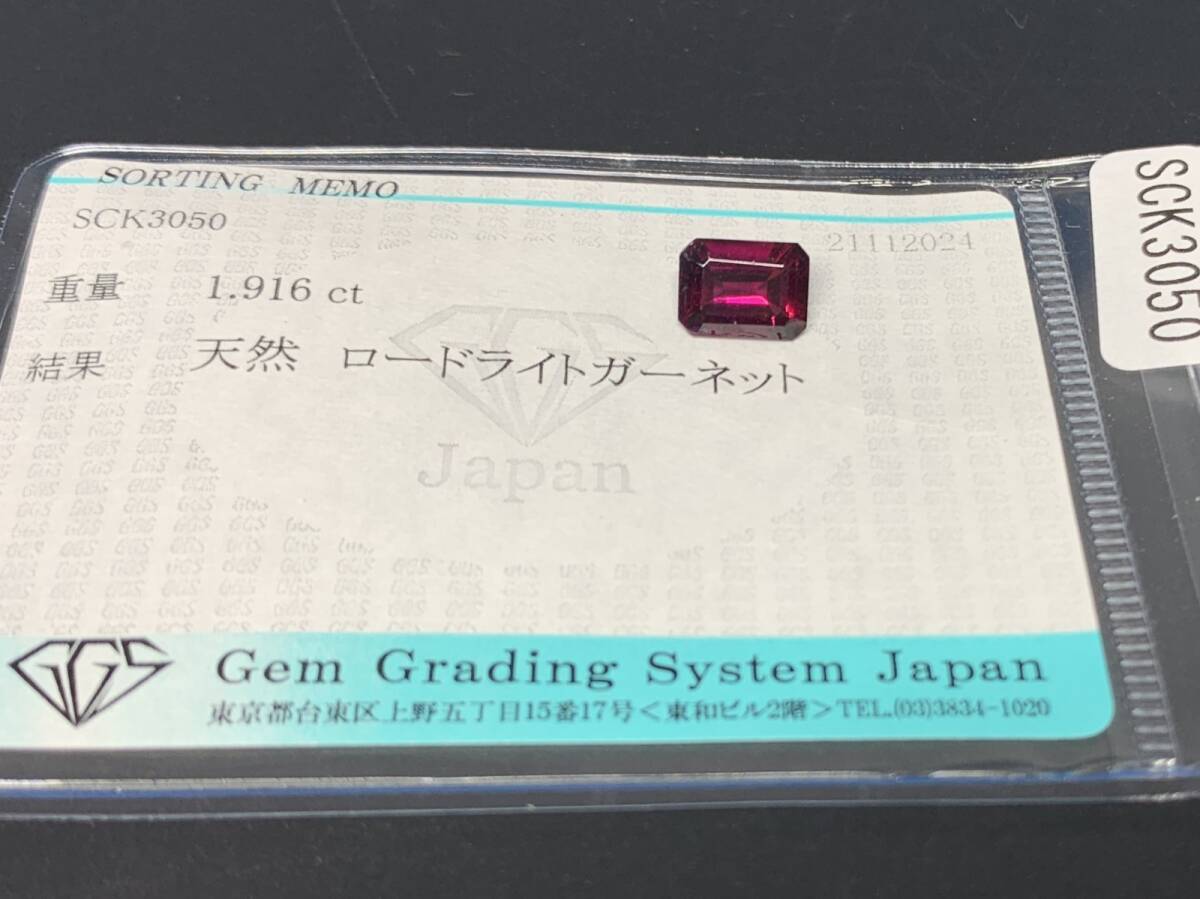 SORTING MEMO
SCK3050
21112024
重量 1.916 ct
結果 天然 ロードライトガーネット
Japan
GGS Gem Grading System Japan
東京都台東区上野五丁目15番17号<東和ビル2階>TEL.(03)3834-1020
SCK3050